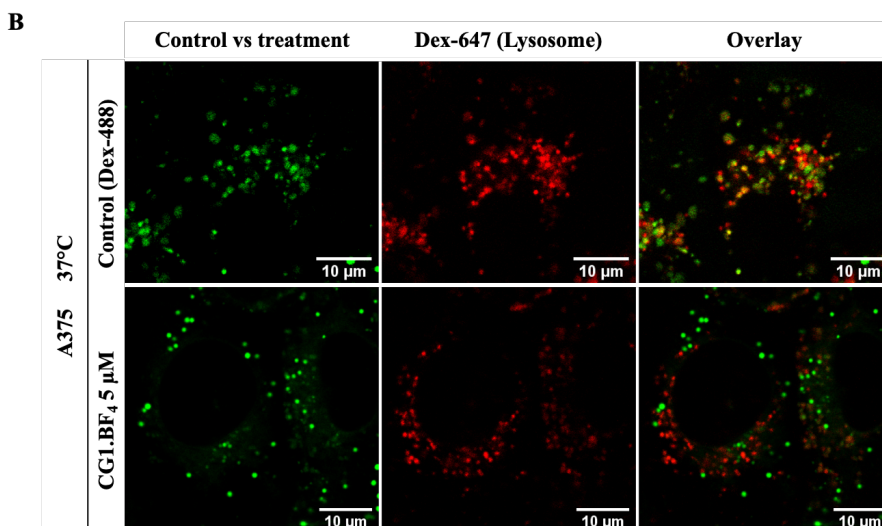 B
Control vs treatment
Dex-647 (Lysosome)
Overlay
A375 37°C
Control (Dex-488)
10 µm
10 µm
10 µm
CG1.BF₄ 5 µM
10 µm
10 µm
10 µm